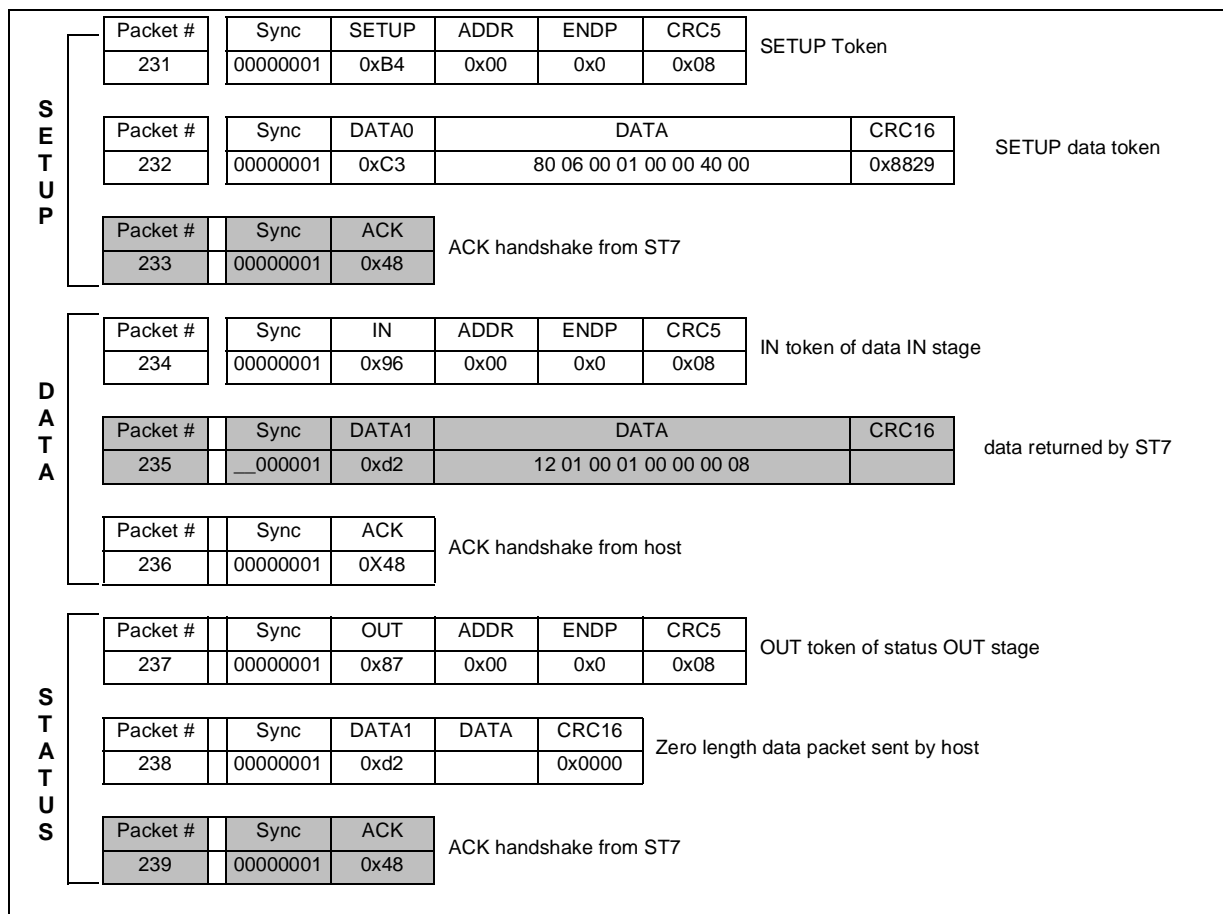 SETUP
Packet # Sync SETUP ADDR ENDP CRC5
231 00000001 0xB4 0x00 0x0 0x08
SETUP Token
Packet # Sync DATA0 DATA CRC16
232 00000001 0xC3 80 06 00 01 00 00 40 00 0x8829
SETUP data token
Packet # Sync ACK
233 00000001 0x48
ACK handshake from ST7
DATA
Packet # Sync IN ADDR ENDP CRC5
234 00000001 0x96 0x00 0x0 0x08
IN token of data IN stage
Packet # Sync DATA1 DATA CRC16
235 __000001 0xd2 12 01 00 01 00 00 00 08
data returned by ST7
Packet # Sync ACK
236 00000001 0X48
ACK handshake from host
STATUS
Packet # Sync OUT ADDR ENDP CRC5
237 00000001 0x87 0x00 0x0 0x08
OUT token of status OUT stage
Packet # Sync DATA1 DATA CRC16
238 00000001 0xd2 0x0000
Zero length data packet sent by host
Packet # Sync ACK
239 00000001 0x48
ACK handshake from ST7